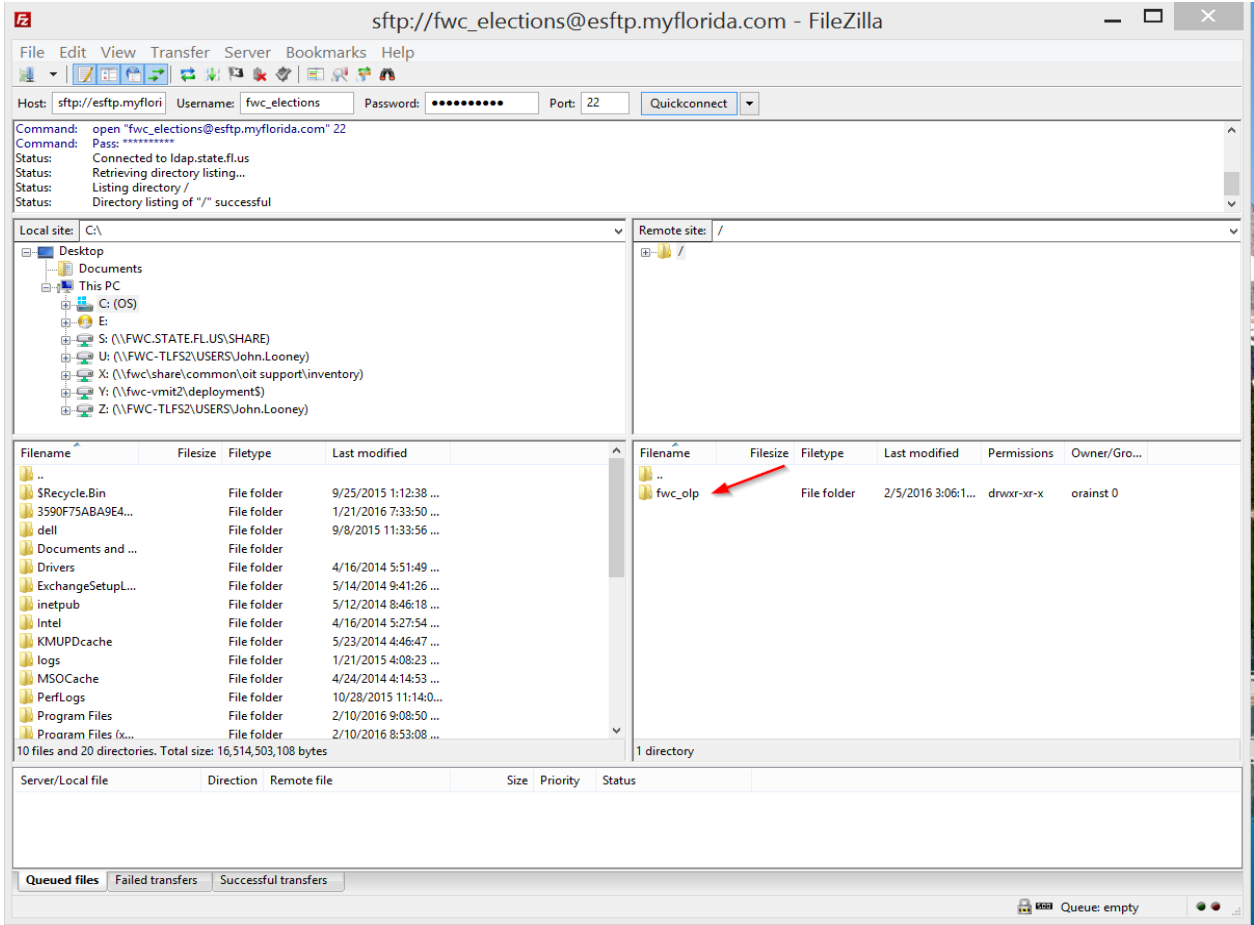 sftp://fwc_elections@esftp.myflorida.com - FileZilla
File Edit View Transfer Server Bookmarks Help
Host: sftp://esftp.myflori Username: fwc_elections Password: ●●●●●●●●●● Port: 22 Quickconnect
Command: open "fwc_elections@esftp.myflorida.com" 22
Command: Pass: **********
Status: Connected to ldap.state.fl.us
Status: Retrieving directory listing...
Status: Listing directory /
Status: Directory listing of "/" successful
Local site: C:\ Remote site: /
Desktop /
Documents
This PC
C: (OS)
E:
S: (\\FWC.STATE.FL.US\SHARE)
U: (\\FWC-TLFS2\USERS\John.Looney)
X: (\\fwc\share\common\oit support\inventory)
Y: (\\fwc-vmit2\deployment$)
Z: (\\FWC-TLFS2\USERS\John.Looney)
Filename Filesize Filetype Last modified Filename Filesize Filetype Last modified Permissions Owner/Gro...
.. ..
$Recycle.Bin File folder 9/25/2015 1:12:38 ... fwc_olp File folder 2/5/2016 3:06:1... drwxr-xr-x orainst 0
3590F75ABA9E4... File folder 1/21/2016 7:33:50 ...
dell File folder 9/8/2015 11:33:56 ...
Documents and ... File folder
Drivers File folder 4/16/2014 5:51:49 ...
ExchangeSetupL... File folder 5/14/2014 9:41:26 ...
inetpub File folder 5/12/2014 8:46:18 ...
Intel File folder 4/16/2014 5:27:54 ...
KMUPDcache File folder 5/23/2014 4:46:47 ...
logs File folder 1/21/2015 4:08:23 ...
MSOCache File folder 4/24/2014 4:14:53 ...
PerfLogs File folder 10/28/2015 11:14:0...
Program Files File folder 2/10/2016 9:08:50 ...
Program Files (x... File folder 2/10/2016 8:53:08 ...
10 files and 20 directories. Total size: 16,514,503,108 bytes 1 directory
Server/Local file Direction Remote file Size Priority Status
Queued files Failed transfers Successful transfers
Queue: empty